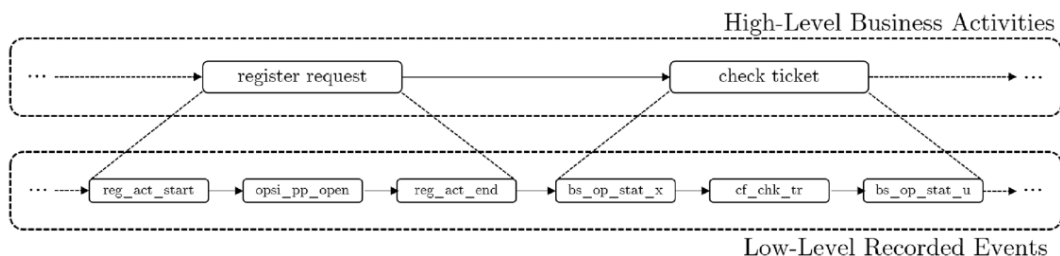 High-Level Business Activities
... register request check ticket ...
... reg_act_start opsi_pp_open reg_act_end bs_op_stat_x cf_chk_tr bs_op_stat_u ...
Low-Level Recorded Events